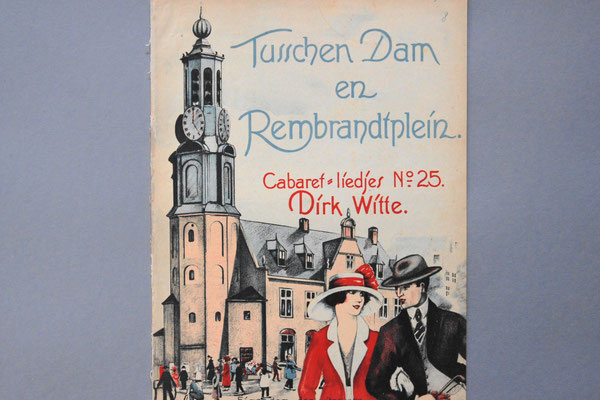 Tusschen Dam
en
Rembrandtplein.
Cabaret=liedjes No 25.
Dirk Witte.